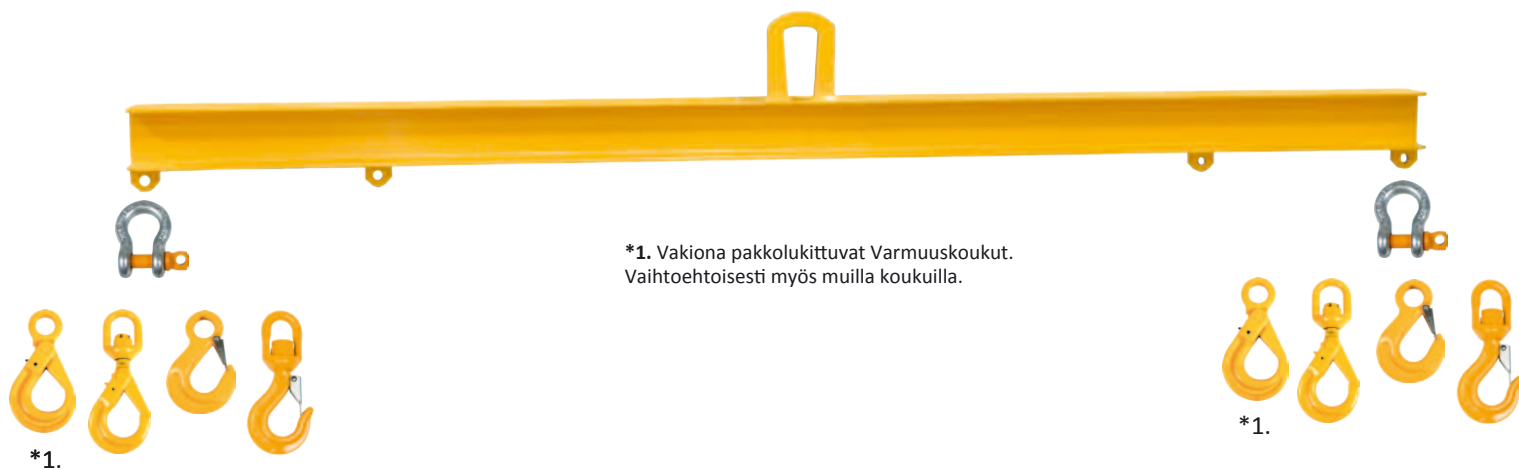 *1. Vakiona pakkolukittuvat Varmuuskoukut.
Vaihtoehtoisesti myös muilla koukuilla.
*1.
*1.